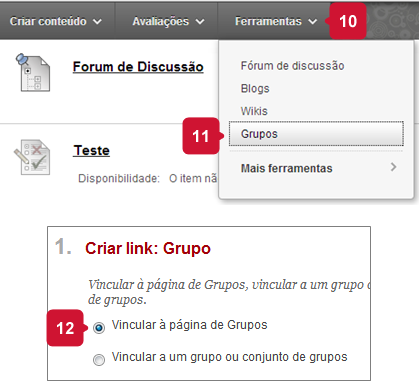 Criar conteúdo Avaliações Ferramentas 10
Forum de Discussão
Fórum de discussão
Blogs
Wikis
11 Grupos
Mais ferramentas
Teste
Disponibilidade: O item nã
1. Criar link: Grupo
Vincular à página de Grupos, vincular a um grupo
de grupos.
12 Vincular à página de Grupos
Vincular a um grupo ou conjunto de grupos